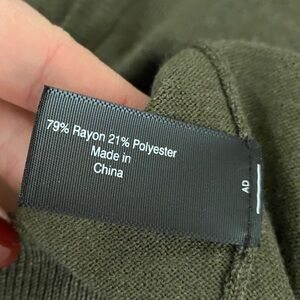 79% Rayon 21% Polyester
Made in
China
AD